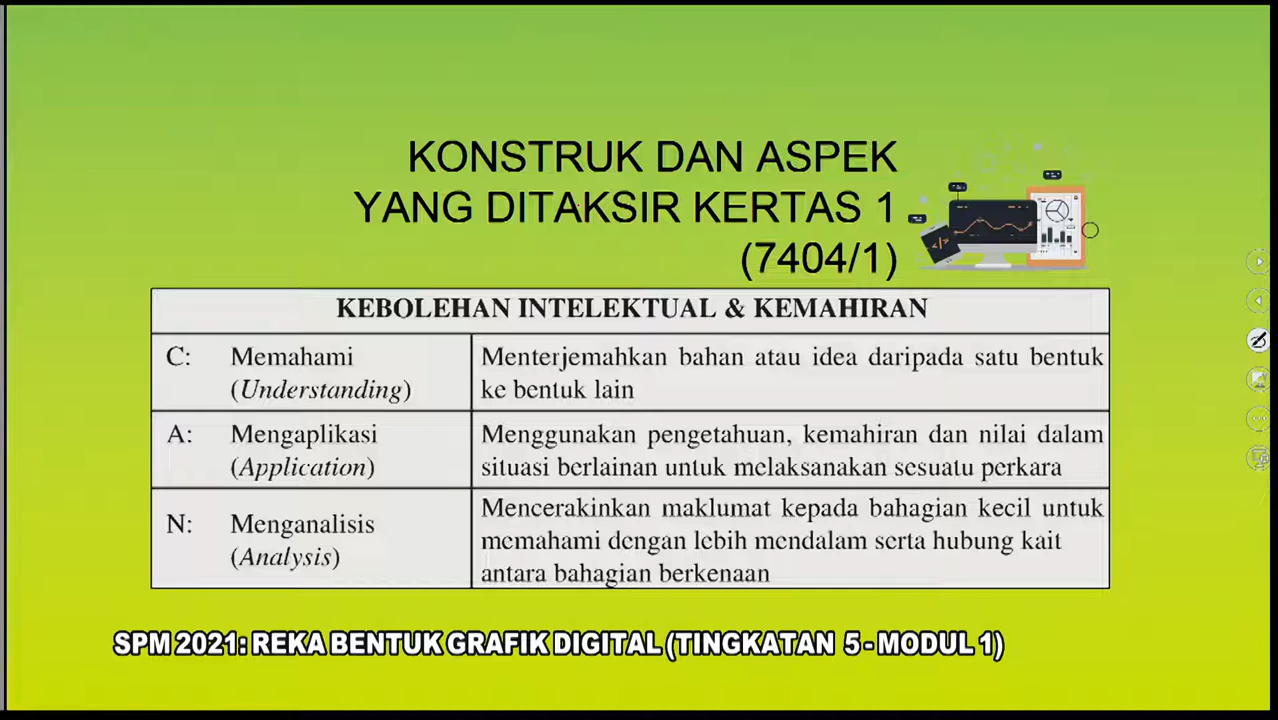 KONSTRUK DAN ASPEK
YANG DITAKSIR KERTAS 1
(7404/1)
KEBOLEHAN INTELEKTUAL & KEMAHIRAN
C: Memahami
(Understanding)
Menterjemahkan bahan atau idea daripada satu bentuk
ke bentuk lain
A: Mengaplikasi
(Application)
Menggunakan pengetahuan, kemahiran dan nilai dalam
situasi berlainan untuk melaksanakan sesuatu perkara
N: Menganalisis
(Analysis)
Mencerakinkan maklumat kepada bahagian kecil untuk
memahami dengan lebih mendalam serta hubung kait
antara bahagian berkenaan
SPM 2021: REKA BENTUK GRAFIK DIGITAL (TINGKATAN 5 - MODUL 1)